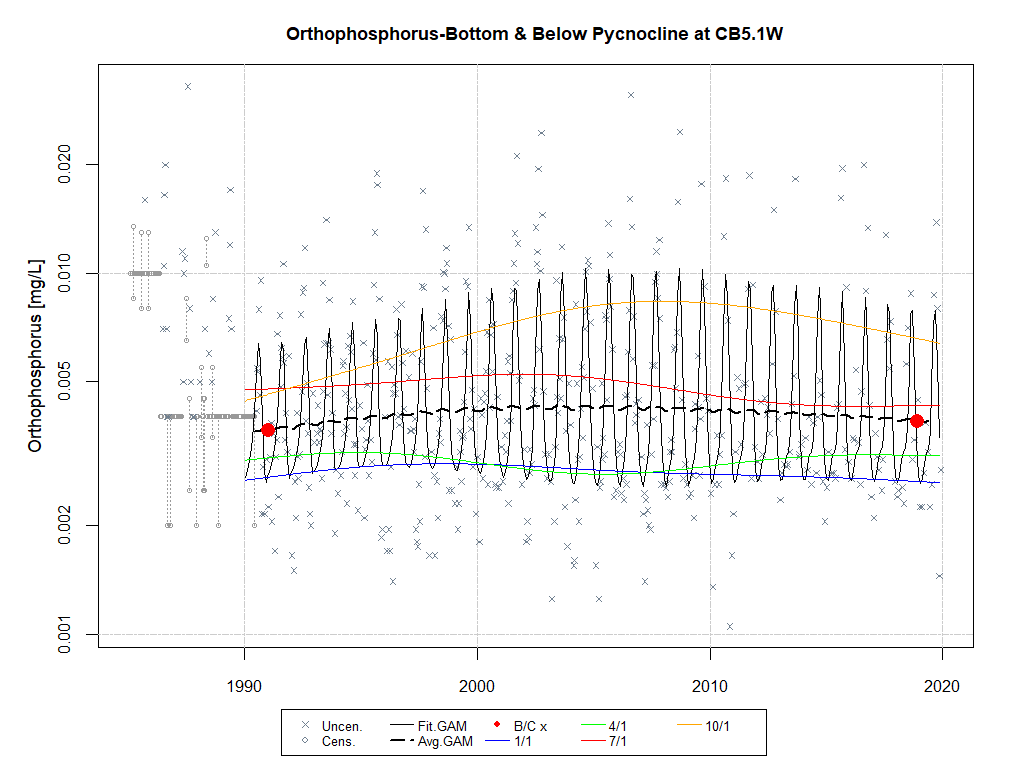 Orthophosphorus-Bottom & Below Pycnocline at CB5.1W
Orthophosphorus [mg/L]
0.020
0.010
0.005
0.002
0.001
1990 2000 2010 2020
Uncen. Fit.GAM B/C x 4/1 10/1
Cens. Avg.GAM 1/1 7/1